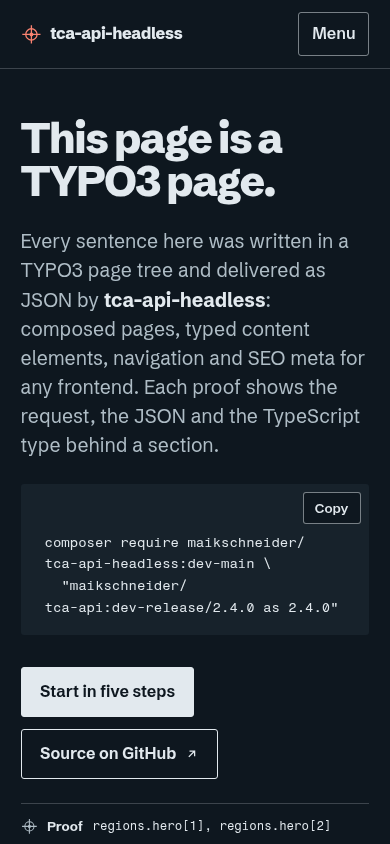 tca-api-headless
Menu
This page is a
TYPO3 page.
Every sentence here was written in a
TYPO3 page tree and delivered as
JSON by tca-api-headless:
composed pages, typed content
elements, navigation and SEO meta for
any frontend. Each proof shows the
request, the JSON and the TypeScript
type behind a section.
Copy
composer require maikschneider/
tca-api-headless:dev-main \
"maikschneider/
tca-api:dev-release/2.4.0 as 2.4.0"
Start in five steps
Source on GitHub ↗
Proof regions.hero[1], regions.hero[2]